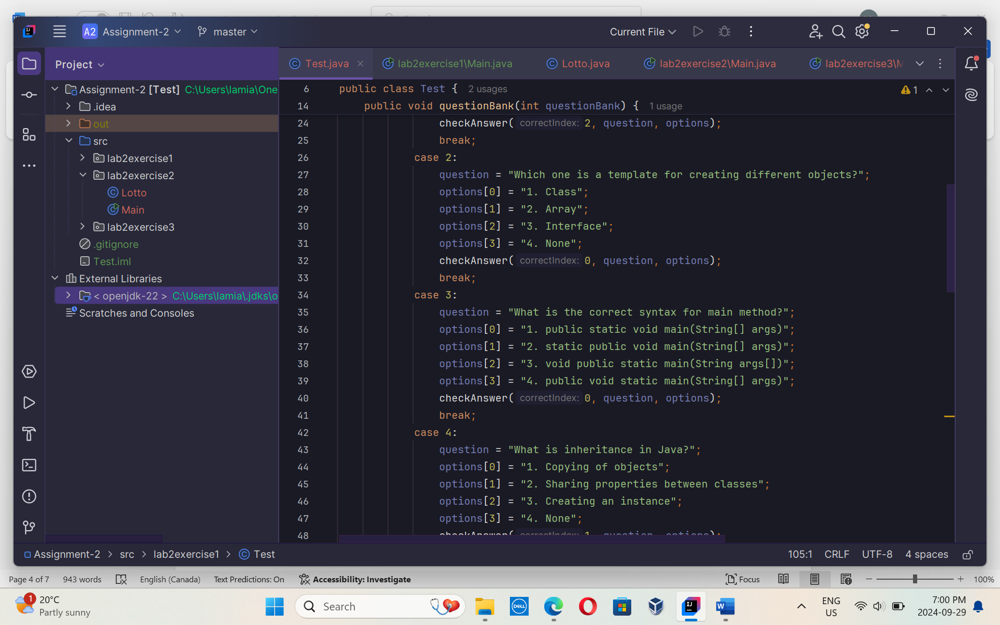 A2 Assignment-2 master Current File
Project
Test.java lab2exercise1\Main.java Lotto.java lab2exercise2\Main.java lab2exercise3\M
Assignment-2 [Test] C:\Users\lamia\One
.idea
out
src
lab2exercise1
lab2exercise2
Lotto
Main
lab2exercise3
.gitignore
Test.iml
External Libraries
< openjdk-22 > C:\Users\lamia\.jdks\o
Scratches and Consoles
6 public class Test { 2 usages
1
14 public void questionBank(int questionBank) { 1 usage
24 checkAnswer( correctIndex: 2, question, options);
25 break;
26 case 2:
27 question = "Which one is a template for creating different objects?";
28 options[0] = "1. Class";
29 options[1] = "2. Array";
30 options[2] = "3. Interface";
31 options[3] = "4. None";
32 checkAnswer( correctIndex: 0, question, options);
33 break;
34 case 3:
35 question = "What is the correct syntax for main method?";
36 options[0] = "1. public static void main(String[] args)";
37 options[1] = "2. static public void main(String[] args)";
38 options[2] = "3. void public static main(String args[])";
39 options[3] = "4. public void static main(String[] args)";
40 checkAnswer( correctIndex: 0, question, options);
41 break;
42 case 4:
43 question = "What is inheritance in Java?";
44 options[0] = "1. Copying of objects";
45 options[1] = "2. Sharing properties between classes";
46 options[2] = "3. Creating an instance";
47 options[3] = "4. None";
48 checkAnswer( correctIndex: 1, question, options);
Assignment-2 > src > lab2exercise1 > Test 105:1 CRLF UTF-8 4 spaces
Page 4 of 7 943 words English (Canada) Text Predictions: On Accessibility: Investigate Focus 100%
1 20°C
Partly sunny
Search
DELL
ENG
US
7:00 PM
2024-09-29